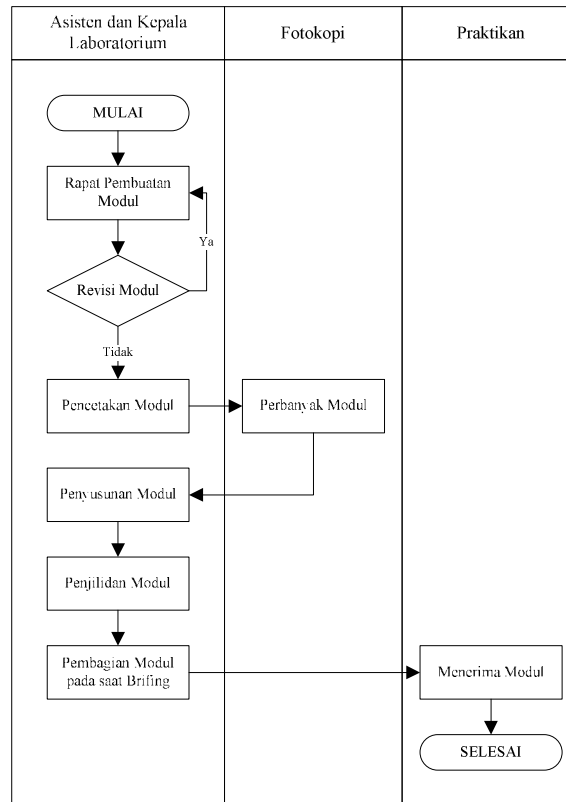 Asisten dan Kepala
Laboratorium
Fotokopi
Praktikan
MULAI
Rapat Pembuatan
Modul
Ya
Revisi Modul
Tidak
Pencetakan Modul
Perbanyak Modul
Penyusunan Modul
Penjilidan Modul
Pembagian Modul
pada saat Brifing
Menerima Modul
SELESAI